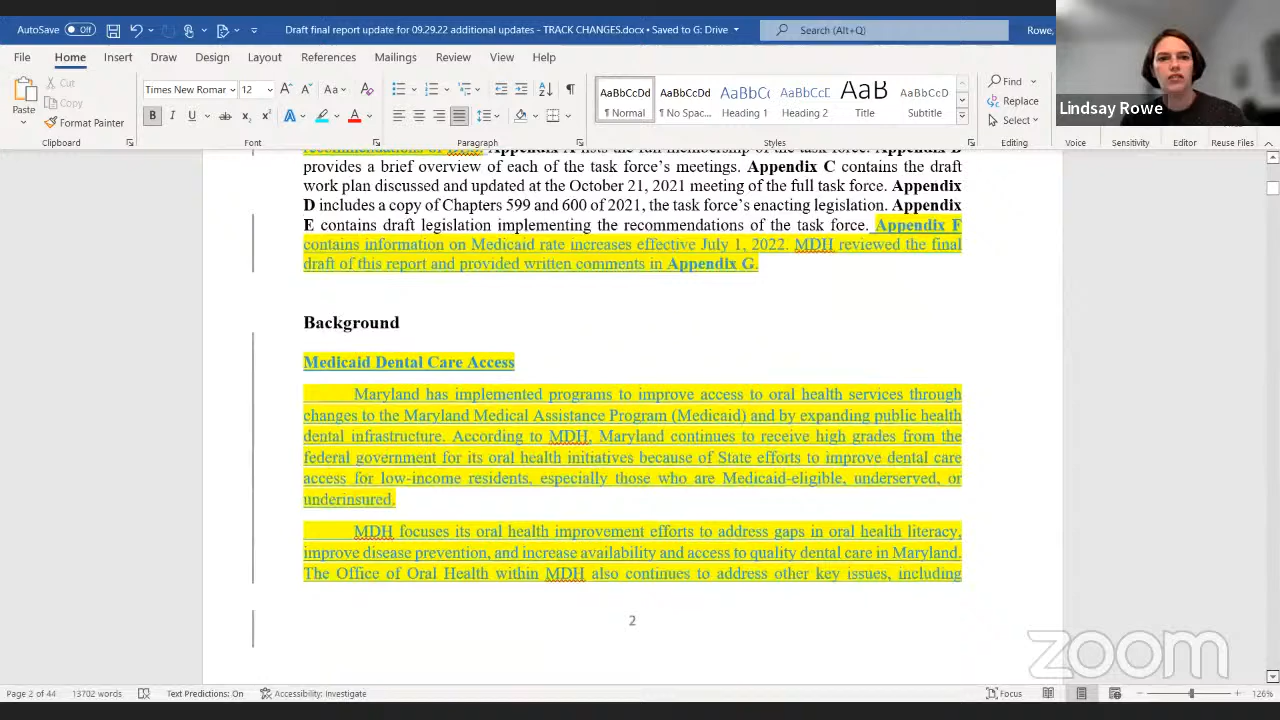 AutoSave Off
Draft final report update for 09.29.22 additional updates - TRACK CHANGES.docx • Saved to G: Drive
Search (Alt+Q)
Rowe,
File Home Insert Draw Design Layout References Mailings Review View Help
Paste
Cut
Copy
Format Painter
Clipboard
Times New Roman 12
Font
Paragraph
AaBbCcDd AaBbCcDd AaBbC( AaBbCcE AaB AaBbCcD
¶ Normal ¶ No Spac... Heading 1 Heading 2 Title Subtitle
Styles
Find
Replace
Select
Editing
Voice Sensitivity Editor Reuse Files
Lindsay Rowe
provides a brief overview of each of the task force's meetings. Appendix C contains the draft
work plan discussed and updated at the October 21, 2021 meeting of the full task force. Appendix
D includes a copy of Chapters 599 and 600 of 2021, the task force's enacting legislation. Appendix
E contains draft legislation implementing the recommendations of the task force. Appendix F
contains information on Medicaid rate increases effective July 1, 2022. MDH reviewed the final
draft of this report and provided written comments in Appendix G.
Background
Medicaid Dental Care Access
Maryland has implemented programs to improve access to oral health services through
changes to the Maryland Medical Assistance Program (Medicaid) and by expanding public health
dental infrastructure. According to MDH, Maryland continues to receive high grades from the
federal government for its oral health initiatives because of State efforts to improve dental care
access for low-income residents, especially those who are Medicaid-eligible, underserved, or
underinsured.
MDH focuses its oral health improvement efforts to address gaps in oral health literacy,
improve disease prevention, and increase availability and access to quality dental care in Maryland.
The Office of Oral Health within MDH also continues to address other key issues, including
2
zoom
Page 2 of 44 13702 words Text Predictions: On Accessibility: Investigate Focus 126%